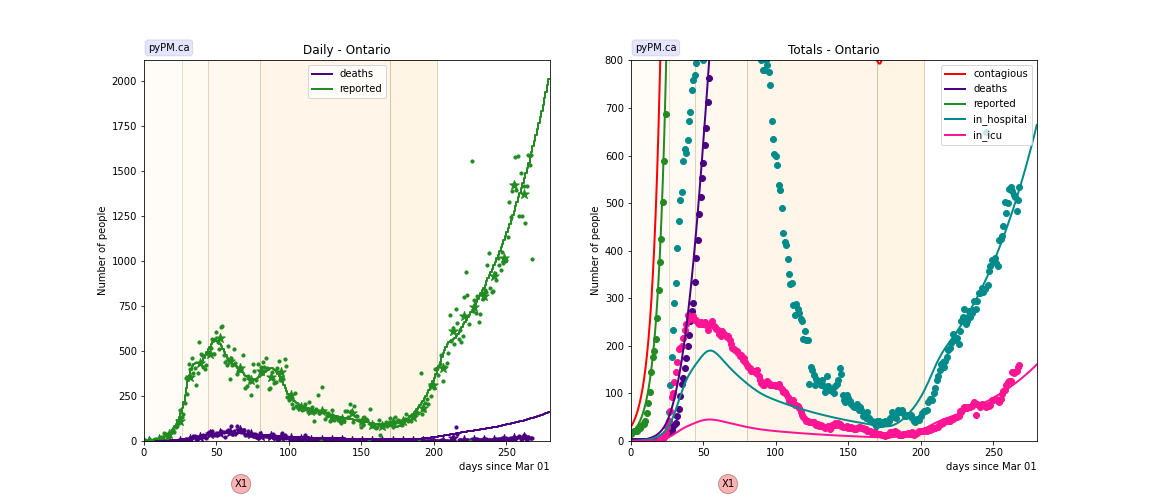 pyPM.ca
Daily - Ontario
deaths
reported
Number of people
2000
1750
1500
1250
1000
750
500
250
0
0 50 100 150 200 250
days since Mar 01
X1
pyPM.ca
Totals - Ontario
contagious
deaths
reported
in_hospital
in_icu
Number of people
800
700
600
500
400
300
200
100
0
0 50 100 150 200 250
days since Mar 01
X1